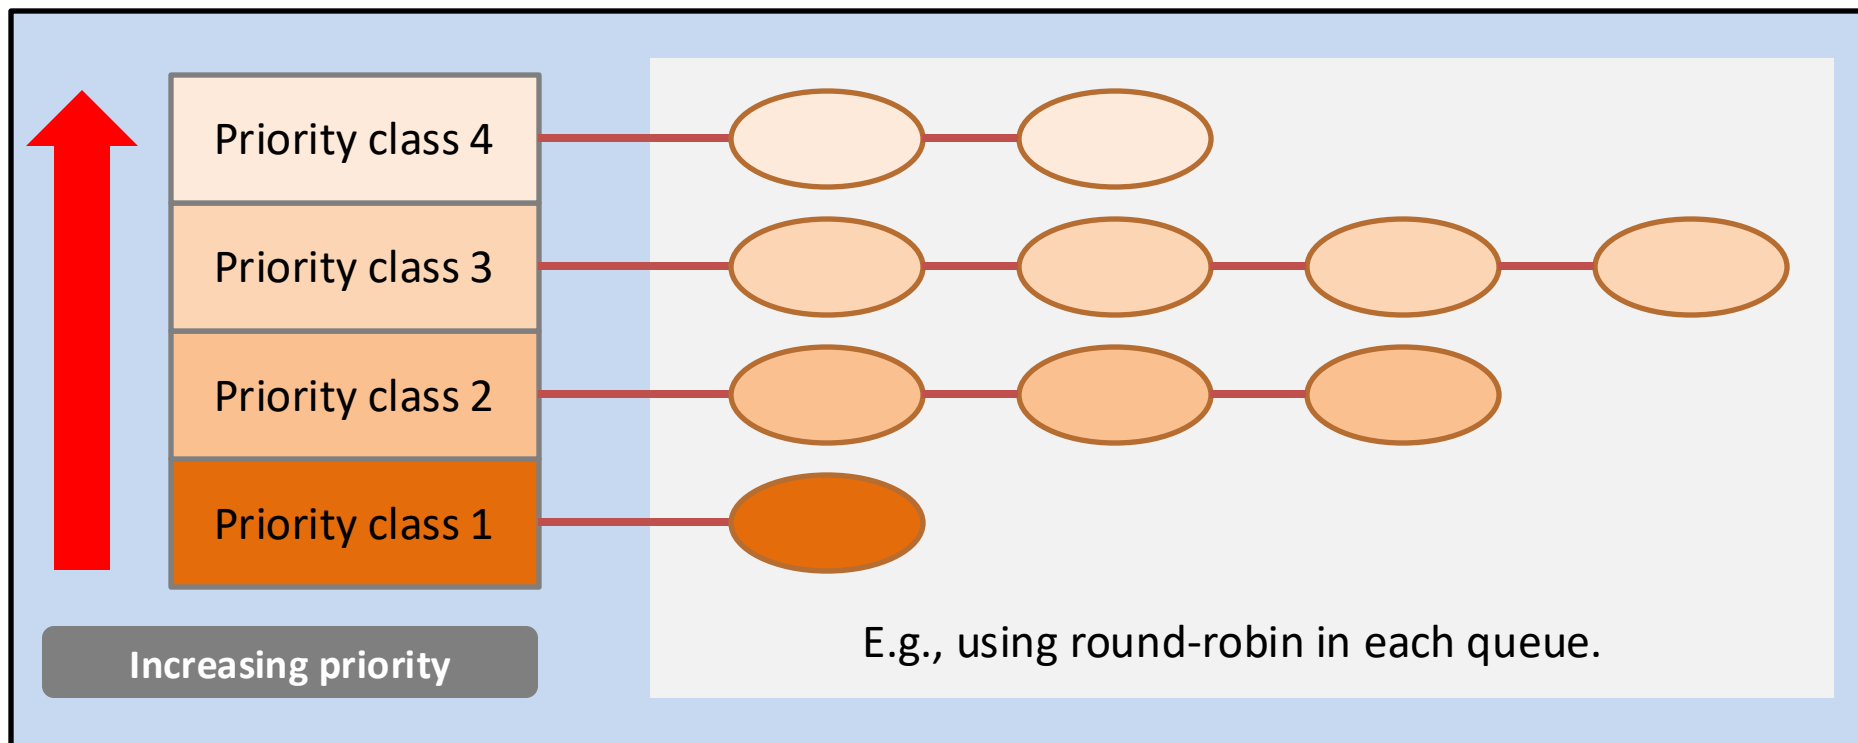 Priority class 4
Priority class 3
Priority class 2
Priority class 1
Increasing priority
E.g., using round-robin in each queue.